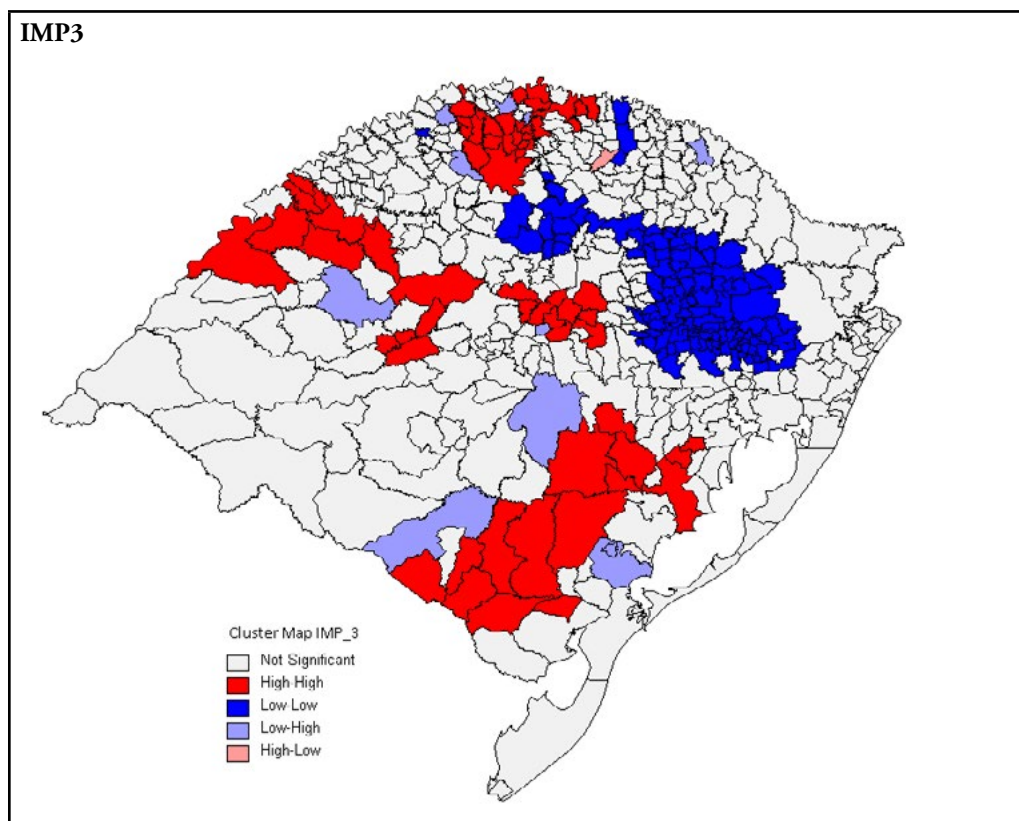 IMP3
Cluster Map IMP_3
Not Significant
High-High
Low-Low
Low-High
High-Low